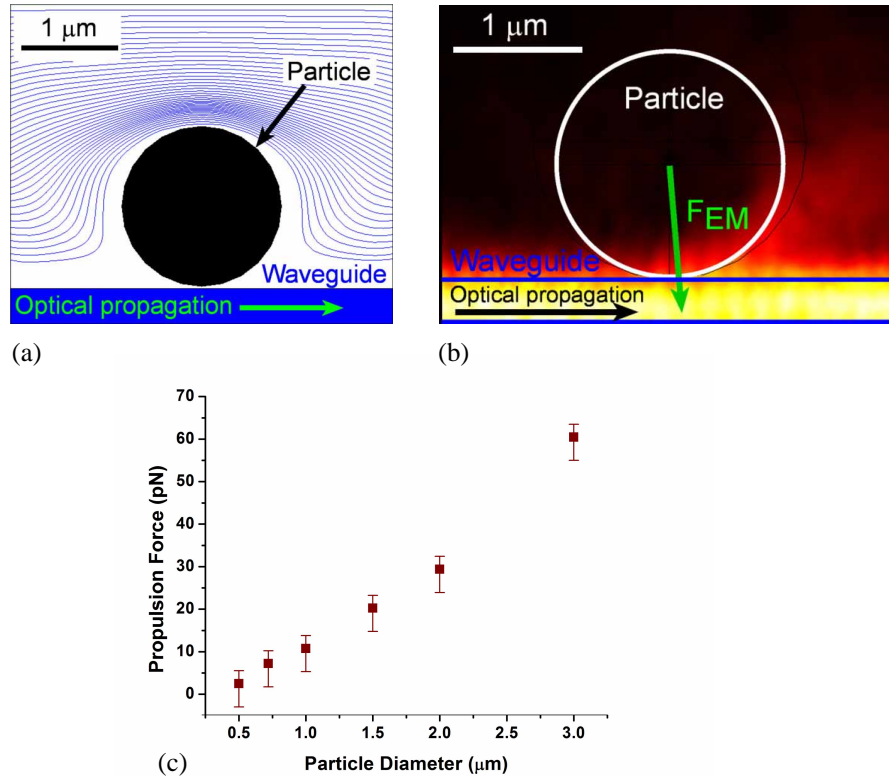 1 μm
Particle
Waveguide
Optical propagation
(a)
1 μm
Particle
FEM
Waveguide
Optical propagation
(b)
70
60
50
40
30
20
10
0
Propulsion Force (pN)
0.5 1.0 1.5 2.0 2.5 3.0
Particle Diameter (μm)
(c)